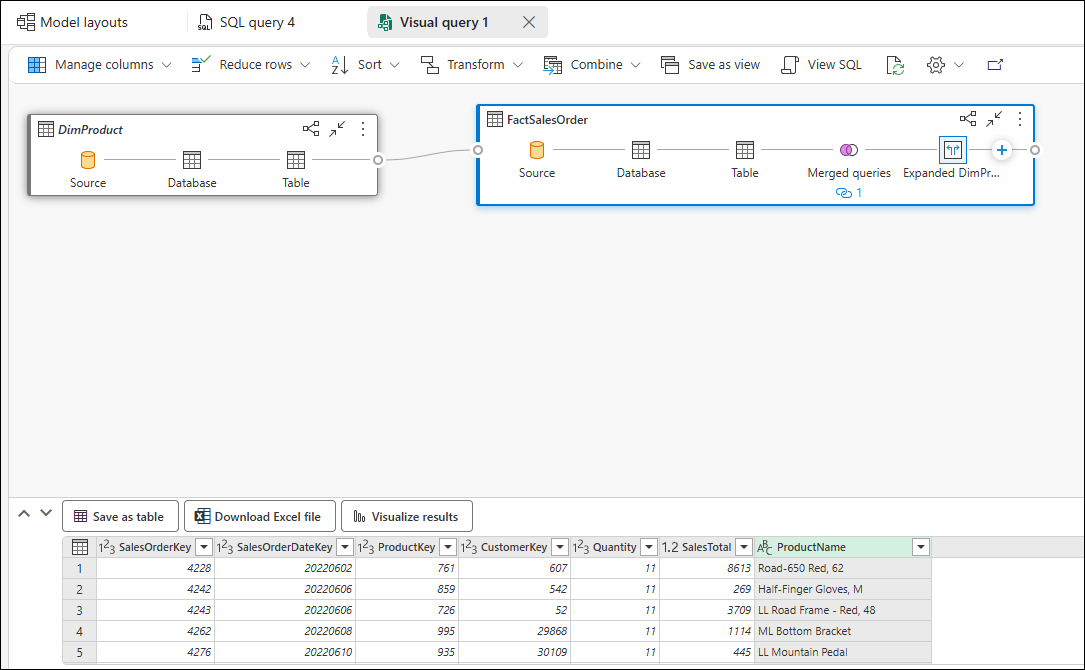 Model layouts SQL query 4 Visual query 1
Manage columns Reduce rows Sort Transform Combine Save as view View SQL
DimProduct
Source Database Table
FactSalesOrder
Source Database Table Merged queries Expanded DimPr...
1
Save as table Download Excel file Visualize results
123 SalesOrderKey 123 SalesOrderDateKey 123 ProductKey 123 CustomerKey 123 Quantity 1.2 SalesTotal ABC ProductName
1 4228 20220602 761 607 11 8613 Road-650 Red, 62
2 4242 20220606 859 542 11 269 Half-Finger Gloves, M
3 4243 20220606 726 52 11 3709 LL Road Frame - Red, 48
4 4262 20220608 995 29868 11 1114 ML Bottom Bracket
5 4276 20220610 935 30109 11 445 LL Mountain Pedal